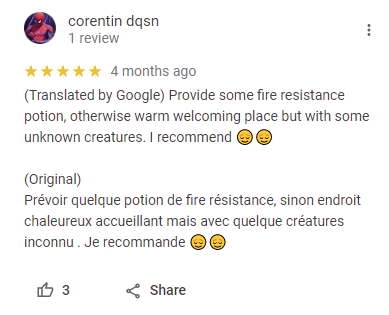 corentin dqsn
1 review
4 months ago
(Translated by Google) Provide some fire resistance
potion, otherwise warm welcoming place but with some
unknown creatures. I recommend 😌😌
(Original)
Prévoir quelque potion de fire résistance, sinon endroit
chaleureux accueillant mais avec quelque créatures
inconnu . Je recommande 😌😌
3 Share